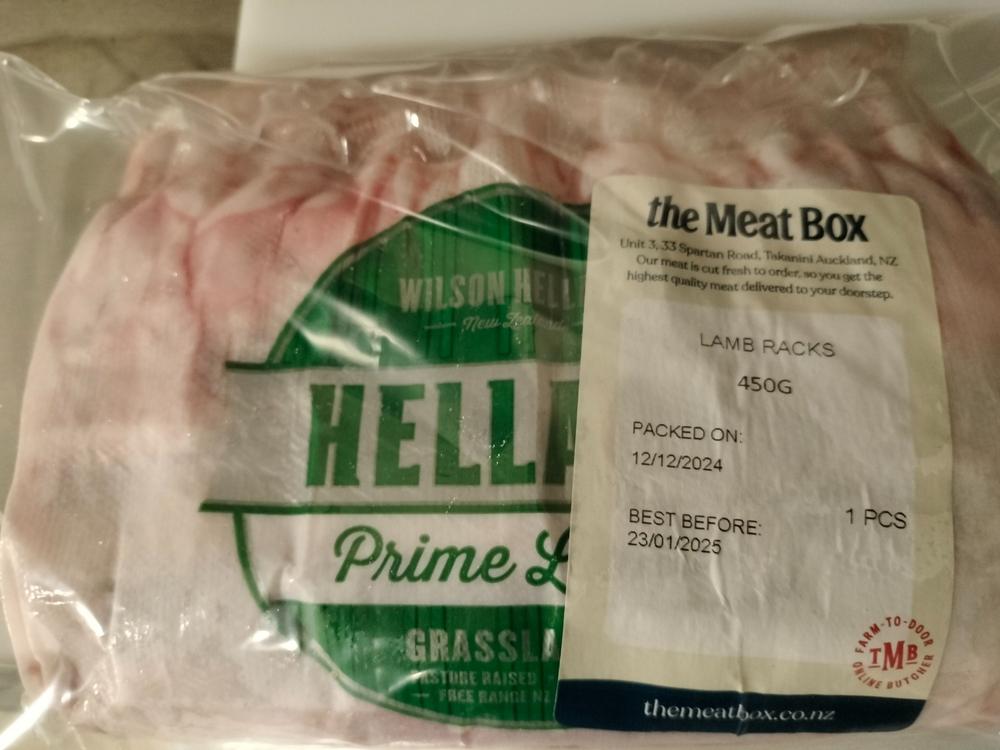 WILSON HELL
New Zealand
HELLA
Prime L
GRASSLA
STURE RAISED
FREE RANGE NZ
the Meat Box
Unit 3, 33 Spartan Road, Takanini Auckland, NZ
Our meat is cut fresh to order, so you get the
highest quality meat delivered to your doorstep.
LAMB RACKS
450G
PACKED ON:
12/12/2024
BEST BEFORE:
23/01/2025
1 PCS
FARM-TO-DOOR
TMB
ONLINE BUTCHER
themeatbox.co.nz